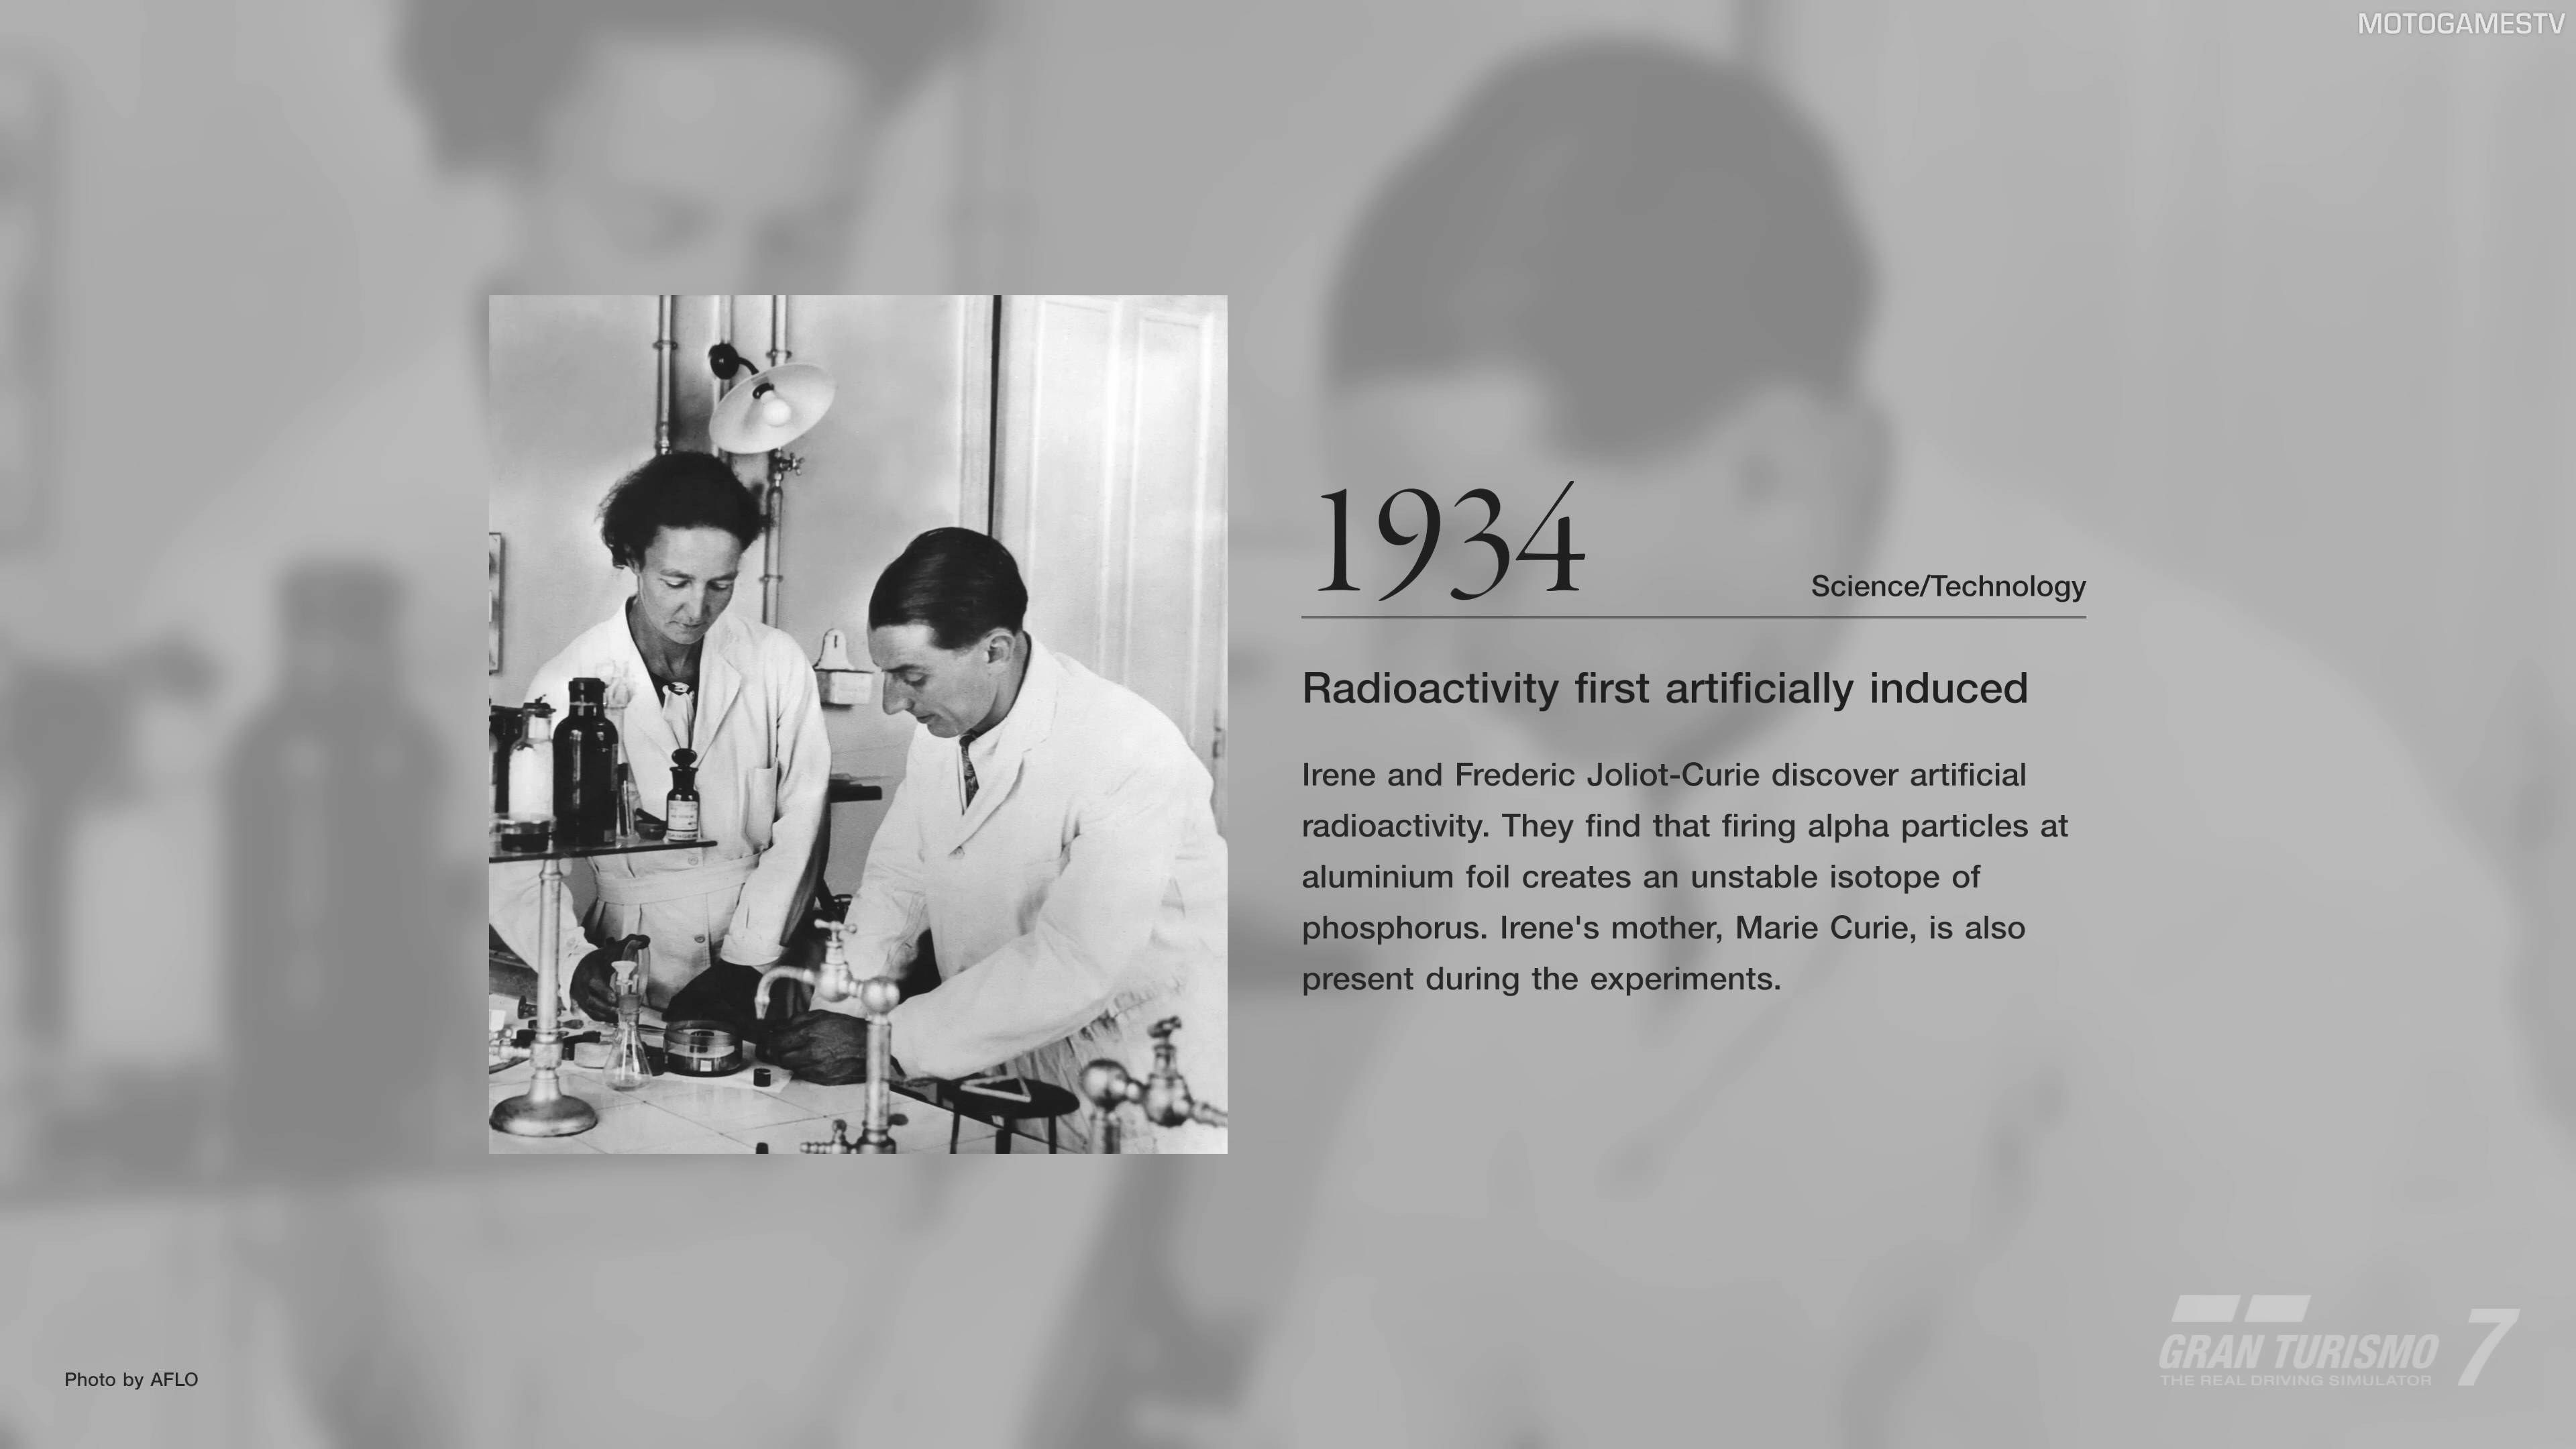 MOTOGAMESTV
1934
Science/Technology
Radioactivity first artificially induced
Irene and Frederic Joliot-Curie discover artificial
radioactivity. They find that firing alpha particles at
aluminium foil creates an unstable isotope of
phosphorus. Irene's mother, Marie Curie, is also
present during the experiments.
Photo by AFLO
GRAN TURISMO 7
THE REAL DRIVING SIMULATOR